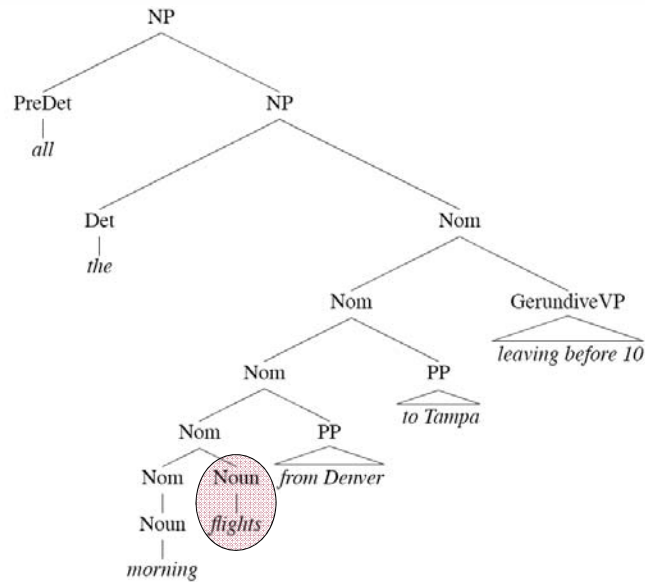 NP
PreDet NP
all
Det Nom
the
Nom GerundiveVP
leaving before 10
Nom PP
to Tampa
Nom PP
Nom Noun from Denver
Noun flights
morning